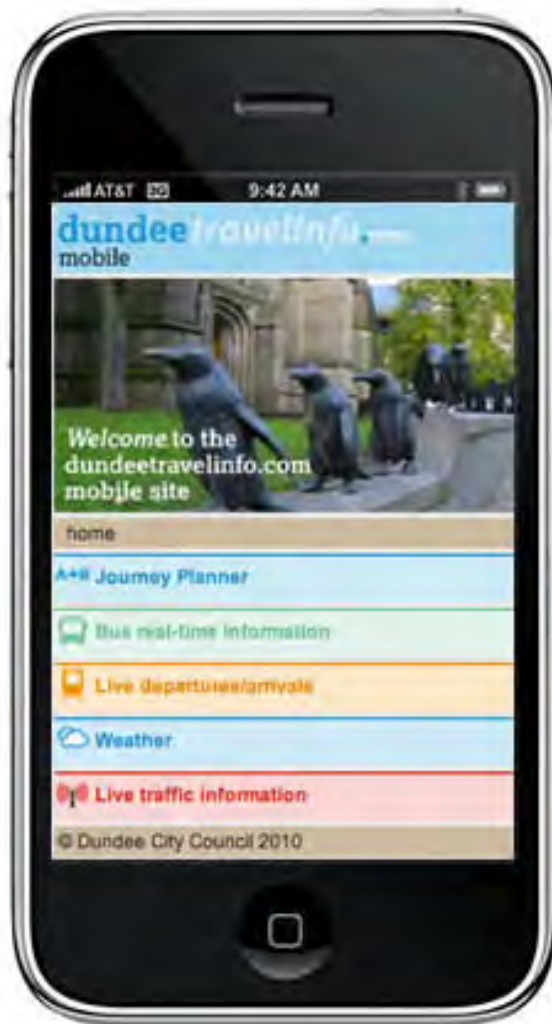 AT&T 3G 9:42 AM
dundeetravelinfo.
mobile
Welcome to the
dundeetravelinfo.com
mobile site
home
A→B Journey Planner
Bus real-time information
Live departures/arrivals
Weather
Live traffic information
© Dundee City Council 2010